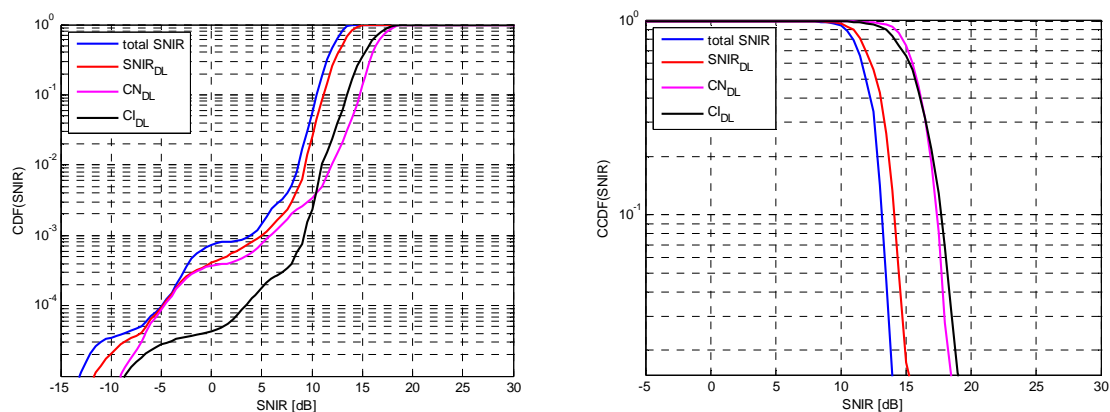 10^0
10^-1
10^-2
10^-3
10^-4
CDF(SNIR)
total SNIR
SNIR_DL
CN_DL
CI_DL
-15 -10 -5 0 5 10 15 20 25 30
SNIR [dB]
10^0
10^-1
CCDF(SNIR)
total SNIR
SNIR_DL
CN_DL
CI_DL
-5 0 5 10 15 20 25 30
SNIR [dB]